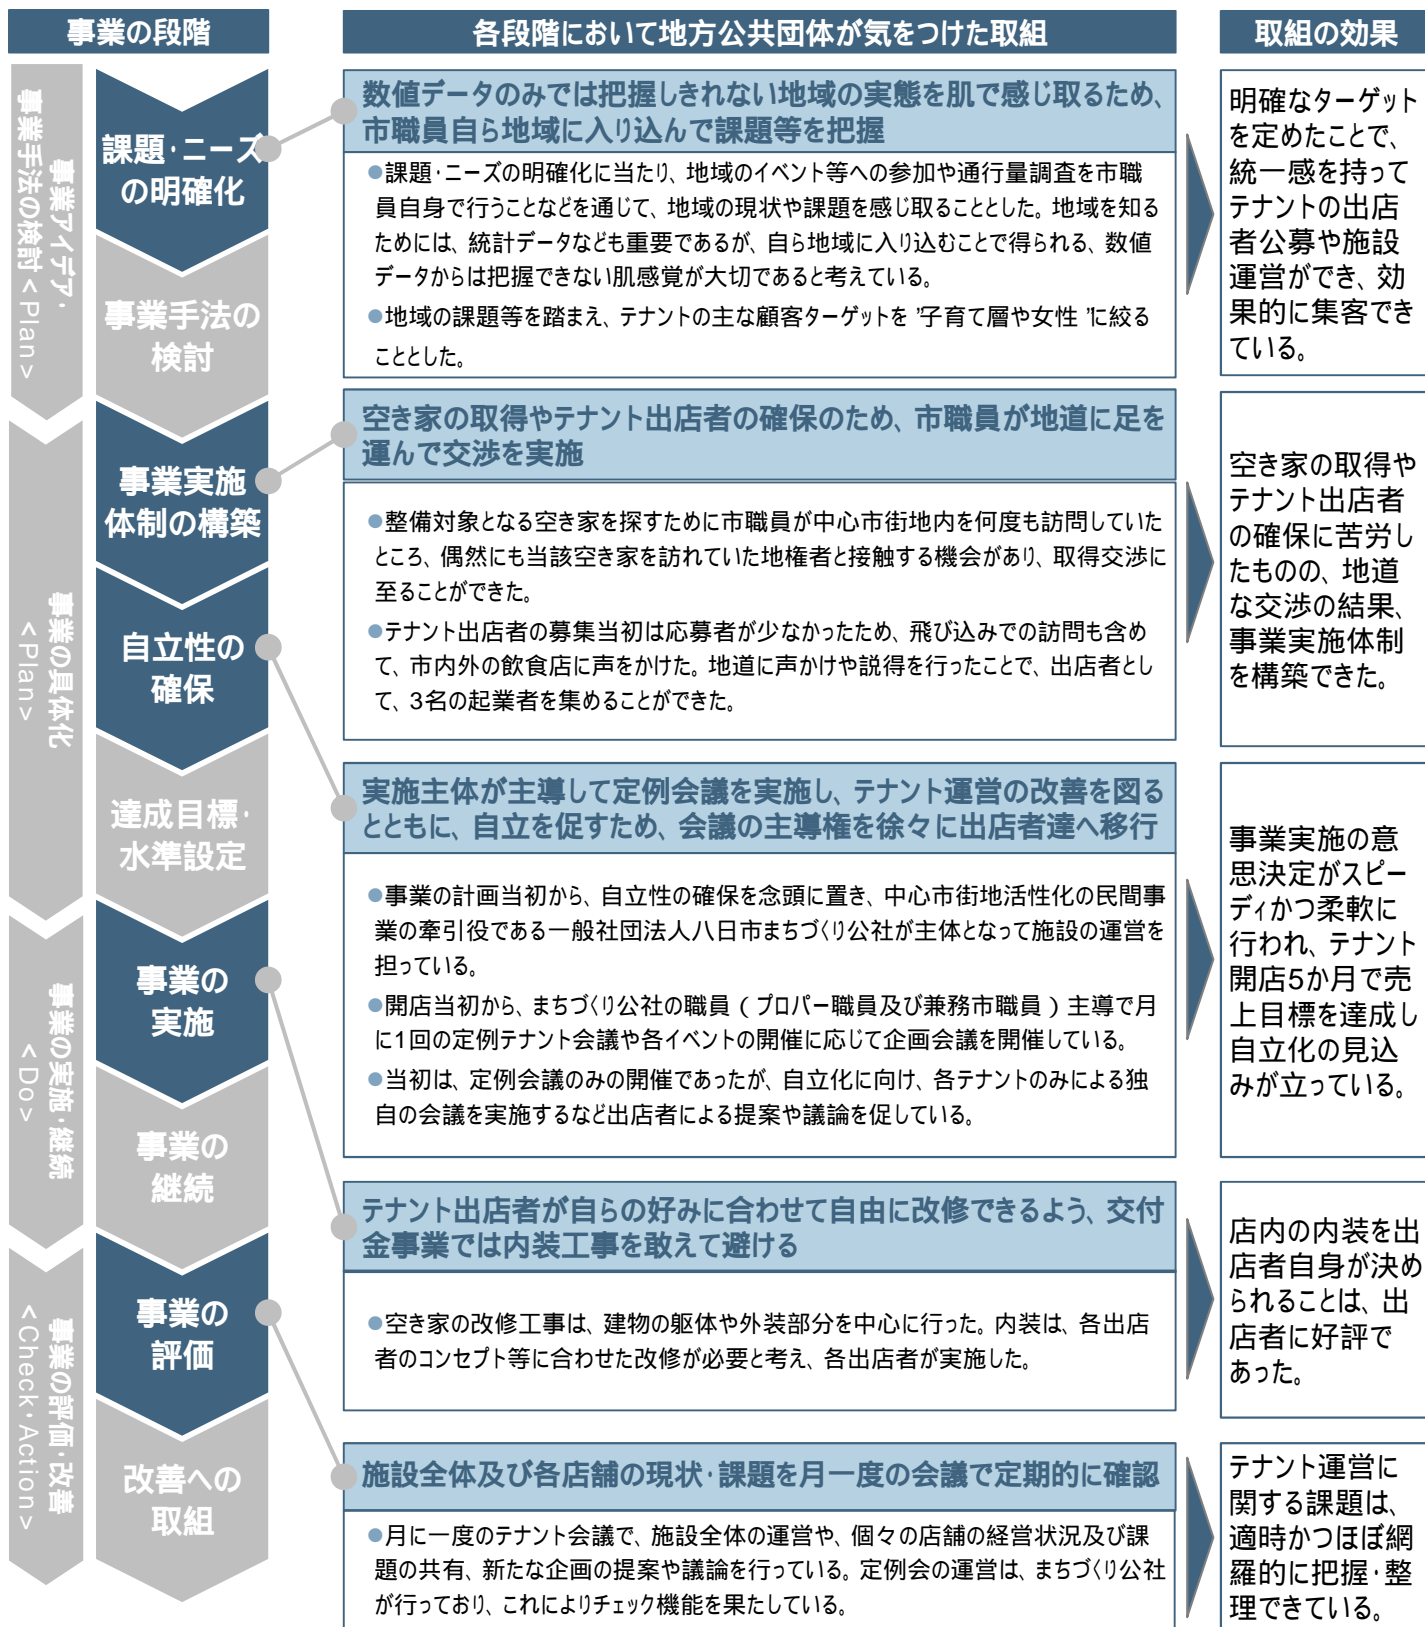 事業の段階
各段階において地方公共団体が気をつけた取組
取組の効果
事業アイデア・
事業手法の検討＜Plan＞
課題・ニーズ
の明確化
事業手法の
検討
数値データのみでは把握しきれない地域の実態を肌で感じ取るため、
市職員自ら地域に入り込んで課題等を把握
●課題・ニーズの明確化に当たり、地域のイベント等への参加や通行量調査を市職
員自身で行うことなどを通じて、地域の現状や課題を感じ取ることとした。地域を知る
ためには、統計データなども重要であるが、自ら地域に入り込むことで得られる、数値
データからは把握できない肌感覚が大切であると考えている。
●地域の課題等を踏まえ、テナントの主な顧客ターゲットを ’子育て層や女性 ’に絞る
こととした。
明確なターゲット
を定めたことで、
統一感を持って
テナントの出店
者公募や施設
運営ができ、効
果的に集客でき
ている。
事業の具体化
＜Plan＞
事業実施
体制の構築
自立性の
確保
達成目標・
水準設定
空き家の取得やテナント出店者の確保のため、市職員が地道に足を
運んで交渉を実施
●整備対象となる空き家を探すために市職員が中心市街地内を何度も訪問していた
ところ、偶然にも当該空き家を訪れていた地権者と接触する機会があり、取得交渉に
至ることができた。
●テナント出店者の募集当初は応募者が少なかったため、飛び込みでの訪問も含め
て、市内外の飲食店に声をかけた。地道に声かけや説得を行ったことで、出店者とし
て、3名の起業者を集めることができた。
空き家の取得や
テナント出店者
の確保に苦労し
たものの、地道
な交渉の結果、
事業実施体制
を構築できた。
実施主体が主導して定例会議を実施し、テナント運営の改善を図る
とともに、自立を促すため、会議の主導権を徐々に出店者達へ移行
●事業の計画当初から、自立性の確保を念頭に置き、中心市街地活性化の民間事
業の牽引役である一般社団法人八日市まちづくり公社が主体となって施設の運営を
担っている。
●開店当初から、まちづくり公社の職員（プロパー職員及び兼務市職員）主導で月
に1回の定例テナント会議や各イベントの開催に応じて企画会議を開催している。
●当初は、定例会議のみの開催であったが、自立化に向け、各テナントのみによる独
自の会議を実施するなど出店者による提案や議論を促している。
事業実施の意
思決定がスピー
ディかつ柔軟に
行われ、テナント
開店5か月で売
上目標を達成し
自立化の見込
みが立っている。
事業の実施・継続
＜Do＞
事業の
実施
事業の
継続
テナント出店者が自らの好みに合わせて自由に改修できるよう、交付
金事業では内装工事を敢えて避ける
●空き家の改修工事は、建物の躯体や外装部分を中心に行った。内装は、各出店
者のコンセプト等に合わせた改修が必要と考え、各出店者が実施した。
店内の内装を出
店者自身が決め
られることは、出
店者に好評で
あった。
事業の評価・改善
＜Check・Action＞
事業の
評価
改善への
取組
施設全体及び各店舗の現状・課題を月一度の会議で定期的に確認
●月に一度のテナント会議で、施設全体の運営や、個々の店舗の経営状況及び課
題の共有、新たな企画の提案や議論を行っている。定例会の運営は、まちづくり公社
が行っており、これによりチェック機能を果たしている。
テナント運営に
関する課題は、
適時かつほぼ網
羅的に把握・整
理できている。